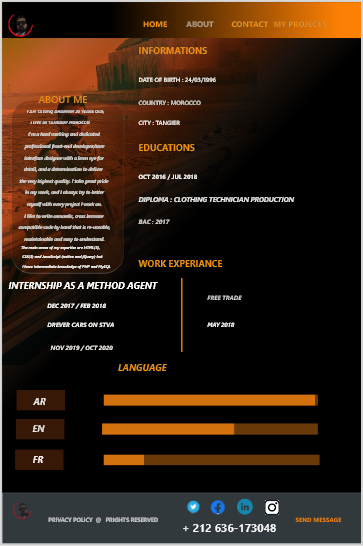 HOME ABOUT CONTACT MY PROJECTS
INFORMATIONS
DATE OF BIRTH : 24/03/1996
COUNTRY : MOROCCO
CITY : TANGIER
ABOUT ME
I live as TANGIER MOROCCO
I'm a hard working and dedicated
professional front-end developer/user
interface designer with a keen eye for
detail, and a determination to deliver
the very highest quality. I take great pride
in my work, and I always try to better
myself with every project I work on.
I like to write semantic, cross browser
compatible code by hand that is re-usable,
maintainable and easy to understand.
The main areas of my expertise are HTML(5),
CSS(3) and JavaScript (native and jQuery) but
I have intermediate knowledge of PHP and MySQL.
EDUCATIONS
OCT 2016 / JUL 2018
DIPLOMA : CLOTHING TECHNICIAN PRODUCTION
BAC : 2017
WORK EXPERIANCE
INTERNSHIP AS A METHOD AGENT
DEC 2017 / FEB 2018
DREVER CARS ON STVA
NOV 2019 / OCT 2020
FREE TRADE
MAY 2018
LANGUAGE
AR
EN
FR
PRIVACY POLICY @ PRIGHTS RESERVED
+ 212 636-173048
SEND MESSAGE